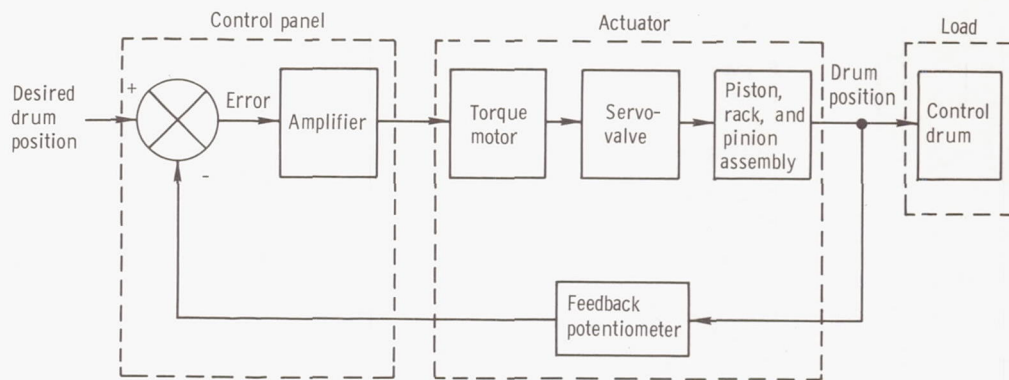 Control panel
Actuator
Load
Desired
drum
position
+
-
Error
Amplifier
Torque
motor
Servo-
valve
Piston,
rack, and
pinion
assembly
Drum
position
Control
drum
Feedback
potentiometer